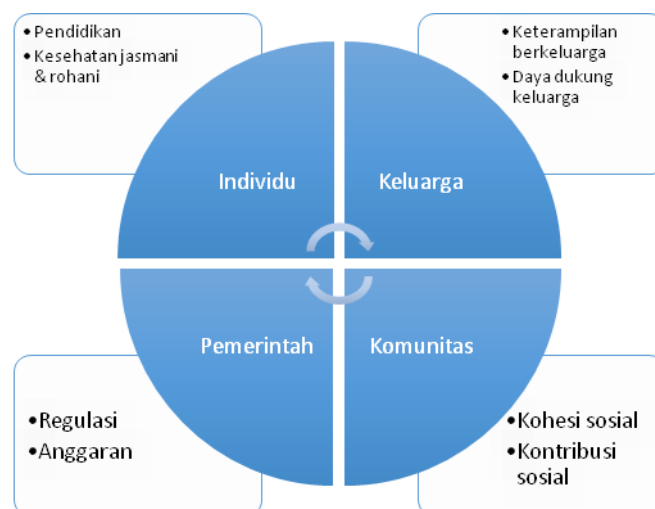 • Pendidikan
• Kesehatan jasmani
& rohani
• Keterampilan
berkeluarga
• Daya dukung
keluarga
Individu
Keluarga
Pemerintah
Komunitas
•Regulasi
•Anggaran
•Kohesi sosial
•Kontribusi
sosial